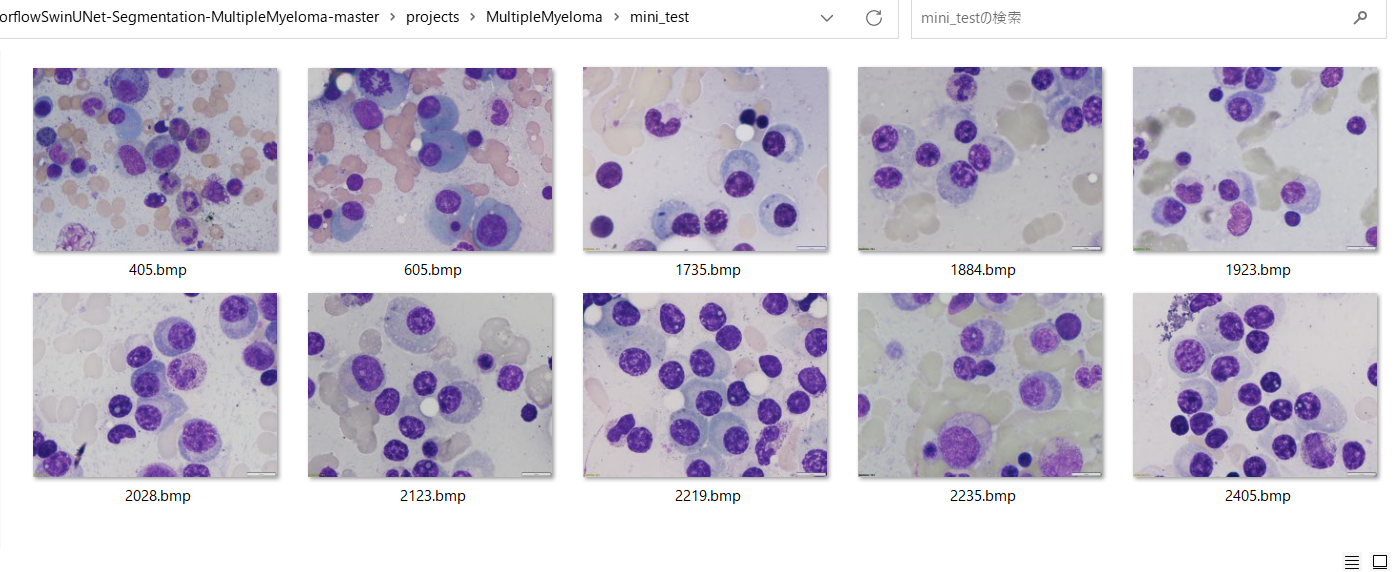 orflowSwinUNet-Segmentation-MultipleMyeloma-master > projects > MultipleMyeloma > mini_test
mini_testの検索
405.bmp 605.bmp 1735.bmp 1884.bmp 1923.bmp
2028.bmp 2123.bmp 2219.bmp 2235.bmp 2405.bmp